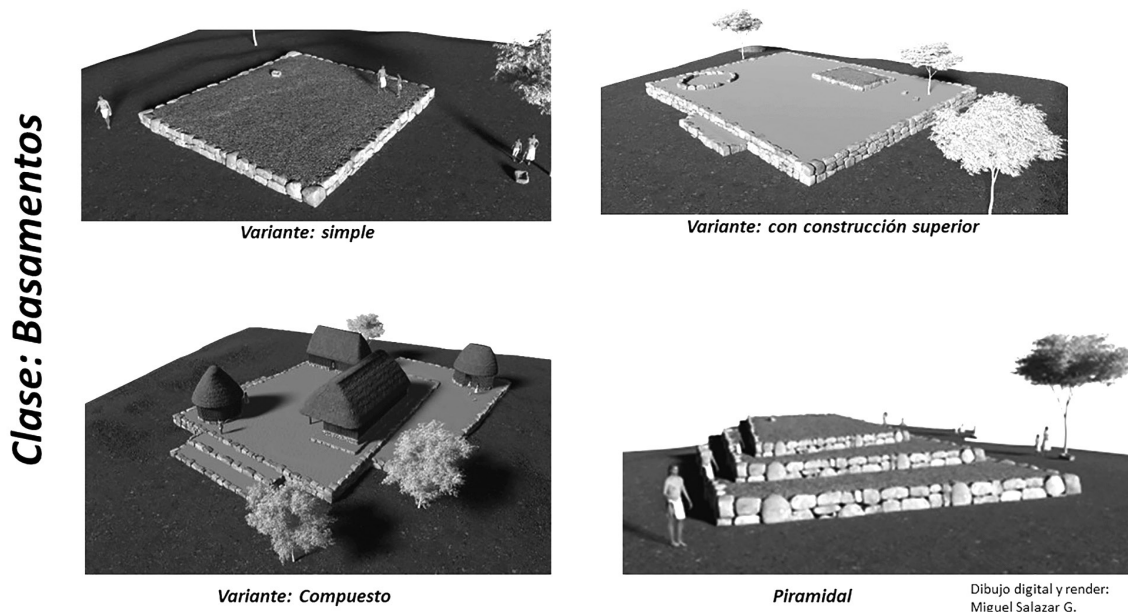 Clase: Basamentos
Variante: simple
Variante: con construcción superior
Variante: Compuesto
Piramidal
Dibujo digital y render:
Miguel Salazar G.